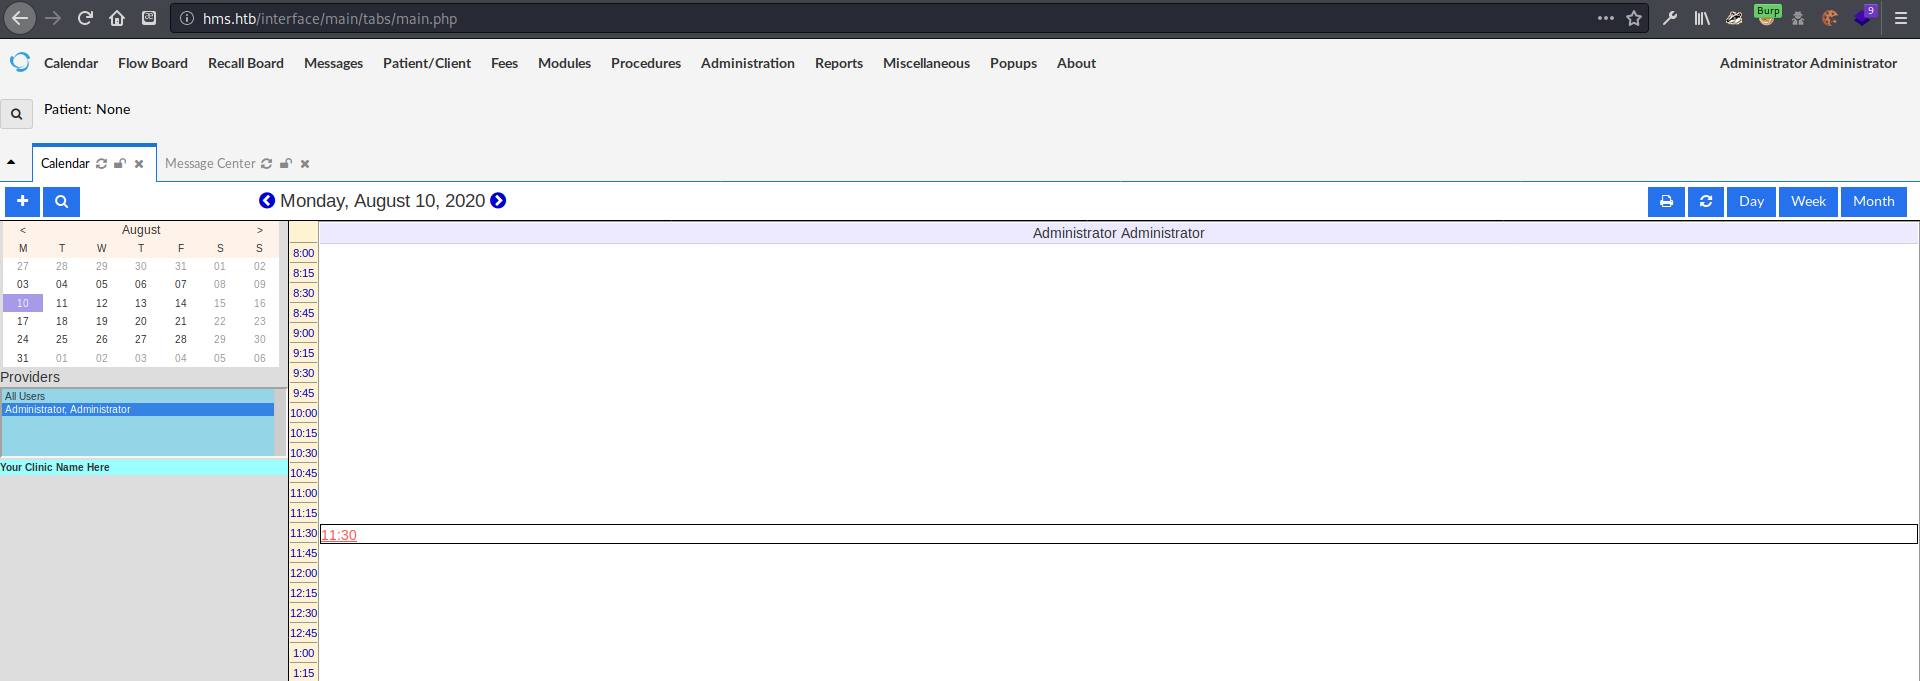 Burp 9
hms.htb/interface/main/tabs/main.php
Calendar Flow Board Recall Board Messages Patient/Client Fees Modules Procedures Administration Reports Miscellaneous Popups About Administrator Administrator
Patient: None
Calendar Message Center
Monday, August 10, 2020 Day Week Month
< August >
M T W T F S S
27 28 29 30 31 01 02
03 04 05 06 07 08 09
10 11 12 13 14 15 16
17 18 19 20 21 22 23
24 25 26 27 28 29 30
31 01 02 03 04 05 06
Providers
All Users
Administrator, Administrator
Your Clinic Name Here
Administrator Administrator
8:00
8:15
8:30
8:45
9:00
9:15
9:30
9:45
10:00
10:15
10:30
10:45
11:00
11:15
11:30 11:30
11:45
12:00
12:15
12:30
12:45
1:00
1:15